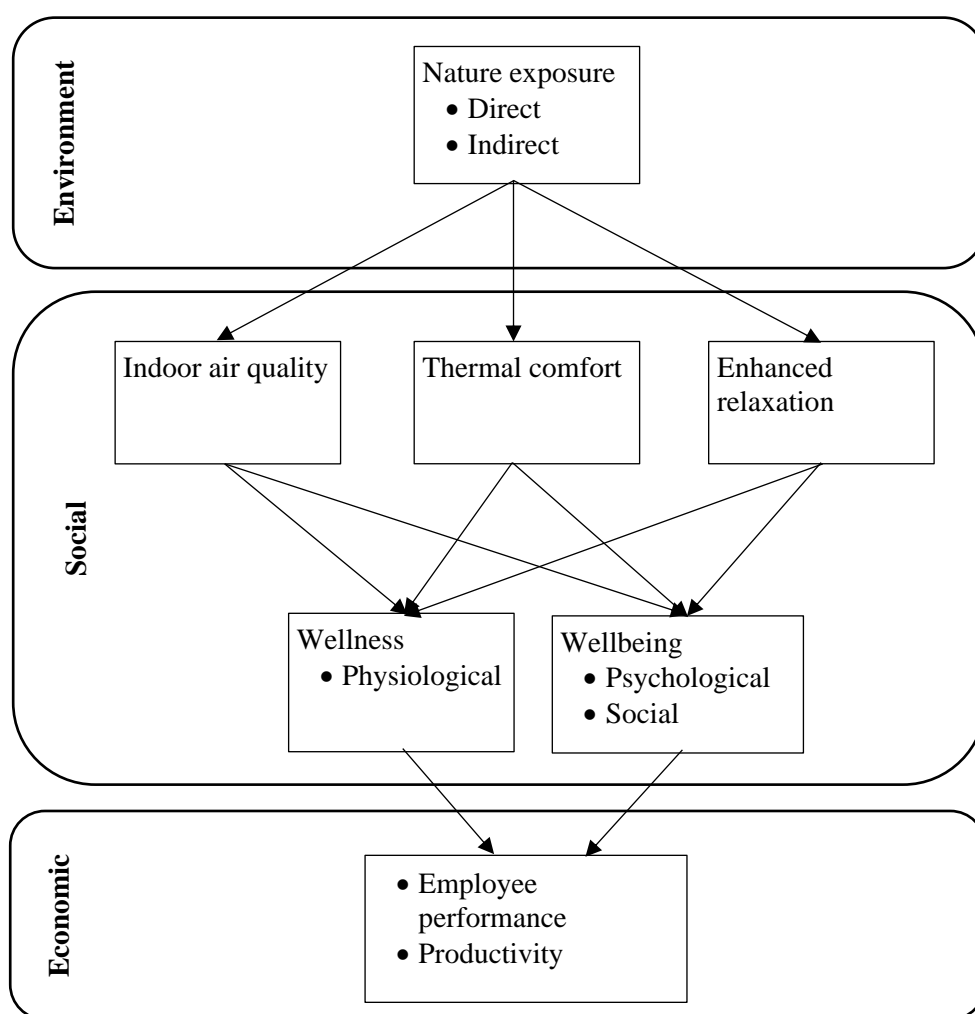 Environment
Nature exposure
• Direct
• Indirect
Social
Indoor air quality
Thermal comfort
Enhanced
relaxation
Wellness
• Physiological
Wellbeing
• Psychological
• Social
Economic
• Employee
performance
• Productivity